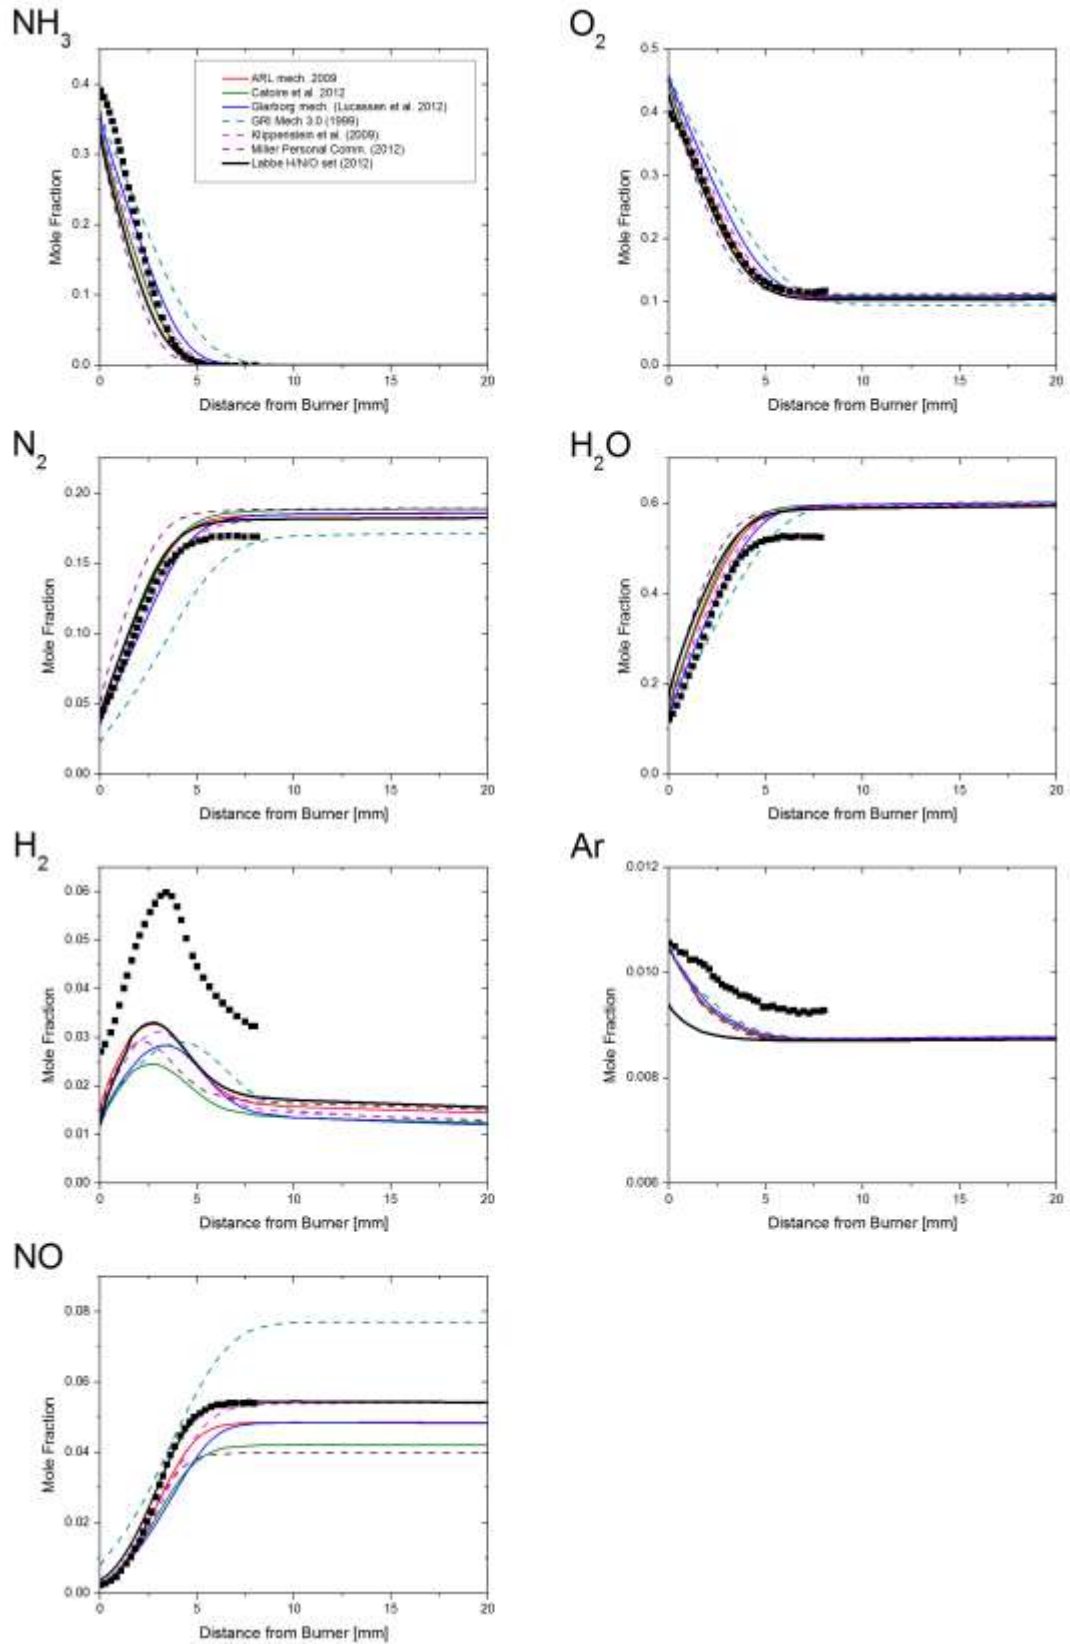 NH3
Mole Fraction
0.4
0.3
0.2
0.1
0.0
0 5 10 15 20
Distance from Burner [mm]
ARL mech. 2009
Catoire et al. 2012
Glarborg mech. (Lucassen et al. 2012)
GRI Mech 3.0 (1999)
Klippenstein et al. (2009)
Miller Personal Comm. (2012)
Labbe H/N/O set (2012)
O2
Mole Fraction
0.5
0.4
0.3
0.2
0.1
0.0
0 5 10 15 20
Distance from Burner [mm]
N2
Mole Fraction
0.20
0.15
0.10
0.05
0.00
0 5 10 15 20
Distance from Burner [mm]
H2O
Mole Fraction
0.6
0.4
0.2
0.0
0 5 10 15 20
Distance from Burner [mm]
H2
Mole Fraction
0.06
0.05
0.04
0.03
0.02
0.01
0.00
0 5 10 15 20
Distance from Burner [mm]
Ar
Mole Fraction
0.012
0.010
0.008
0.006
0 5 10 15 20
Distance from Burner [mm]
NO
Mole Fraction
0.08
0.06
0.04
0.02
0.00
0 5 10 15 20
Distance from Burner [mm]